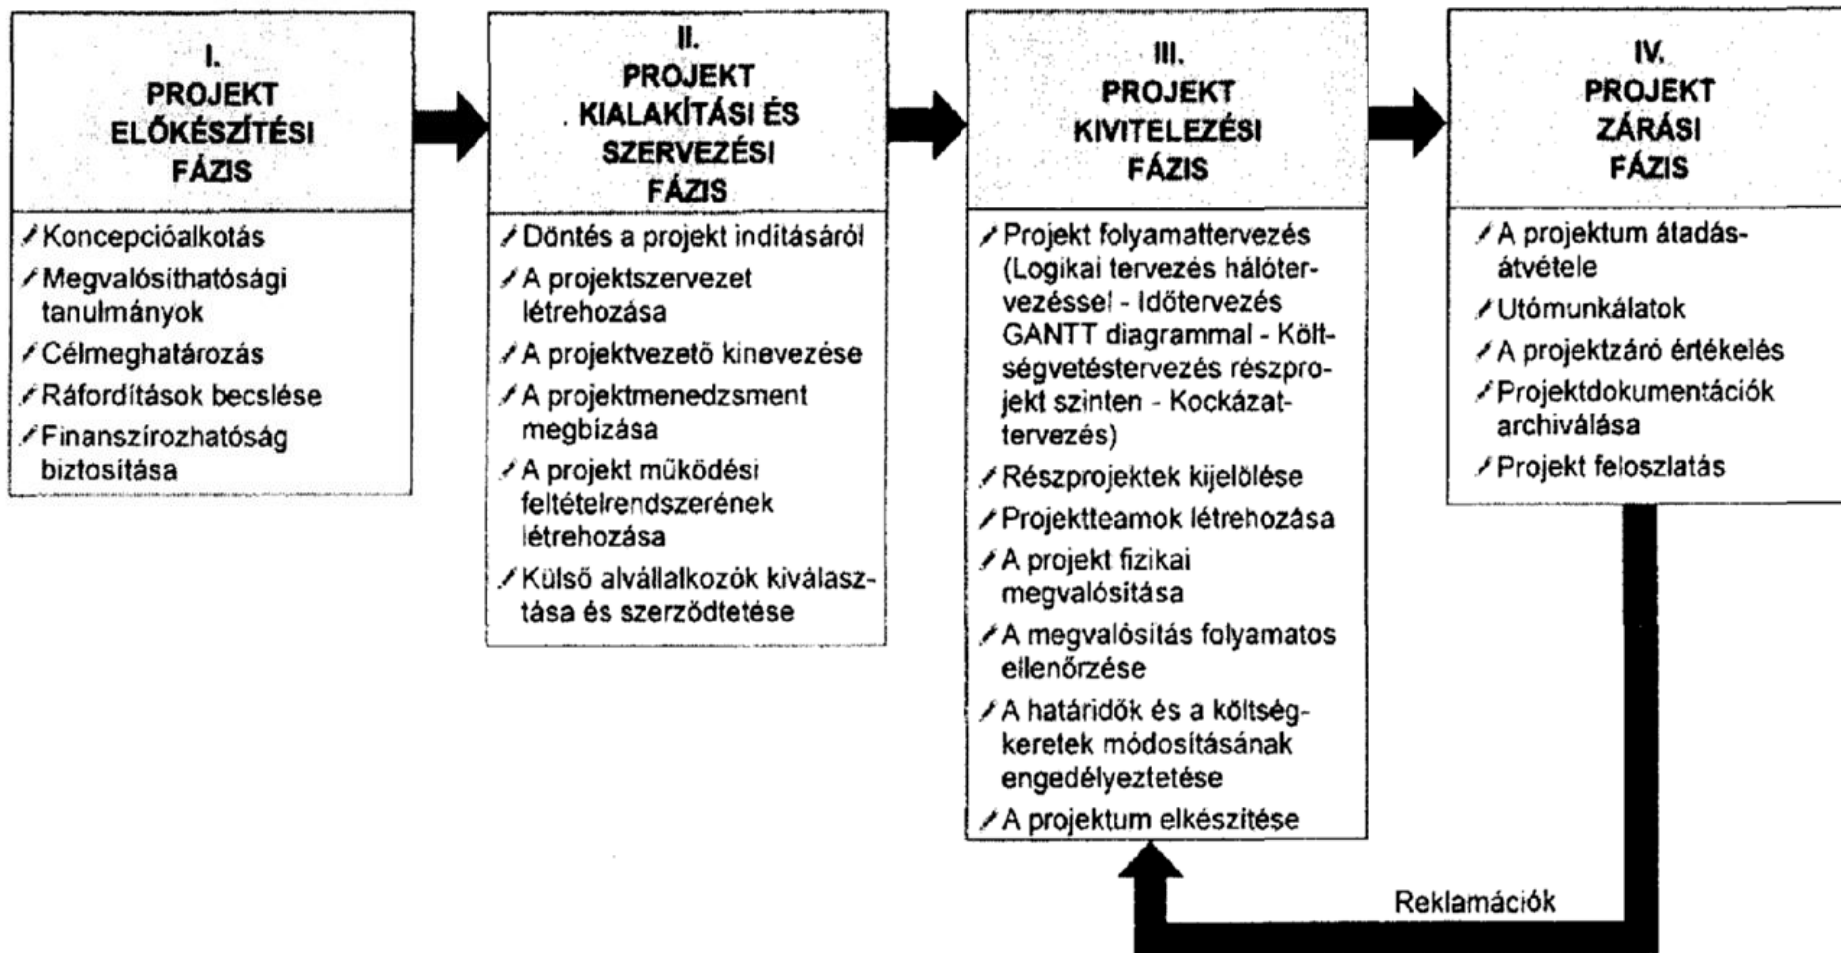 I.
PROJEKT
ELŐKÉSZÍTÉSI
FÁZIS
Koncepcióalkotás
Megvalósíthatósági
tanulmányok
Célmeghatározás
Ráfordítások becslése
Finanszírozhatóság
biztosítása
II.
PROJEKT
KIALAKÍTÁSI ÉS
SZERVEZÉSI
FÁZIS
Döntés a projekt indításáról
A projektszervezet
létrehozása
A projektvezető kinevezése
A projektmenedzsment
megbízása
A projekt működési
feltételrendszerének
létrehozása
Külső alvállalkozók kiválasz-
tása és szerződtetése
III.
PROJEKT
KIVITELEZÉSI
FÁZIS
Projekt folyamattervezés
(Logikai tervezés hálóter-
vezéssel - Időtervezés
GANTT diagrammal - Költ-
ségvetéstervezés részpro-
jekt szinten - Kockázat-
tervezés)
Részprojektek kijelölése
Projektteamok létrehozása
A projekt fizikai
megvalósítása
A megvalósítás folyamatos
ellenőrzése
A határidők és a költség-
keretek módosításának
engedélyeztetése
A projektum elkészítése
IV.
PROJEKT
ZÁRÁSI
FÁZIS
A projektum átadás-
átvétele
Utómunkálatok
A projektzáró értékelés
Projektdokumentációk
archiválása
Projekt feloszlatás
Reklamációk